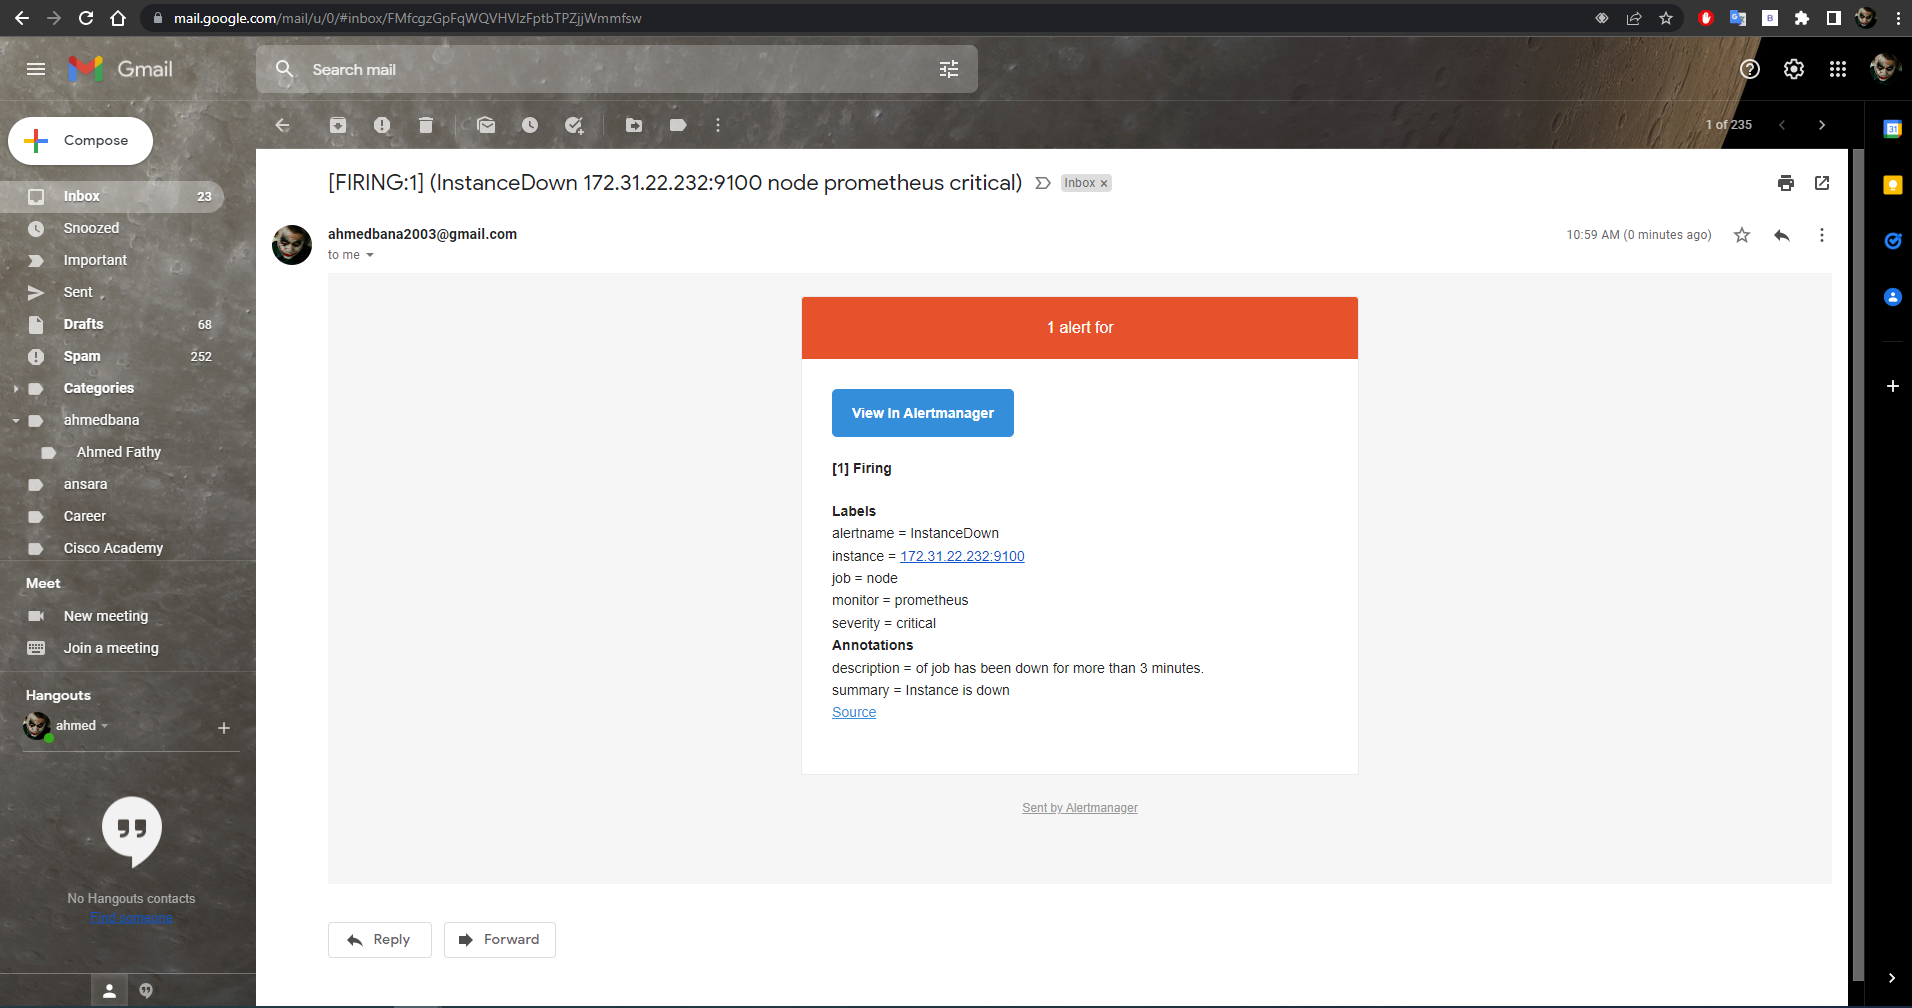 mail.google.com/mail/u/0/#inbox/FMfcgzGpFqWQVHVlzFptbTPZjjWmmfsw
Gmail
Search mail
Compose
1 of 235
Inbox 23
Snoozed
Important
Sent
Drafts 68
Spam 252
Categories
ahmedbana
Ahmed Fathy
ansara
Career
Cisco Academy
Meet
New meeting
Join a meeting
Hangouts
ahmed
No Hangouts contacts
Find someone
[FIRING:1] (InstanceDown 172.31.22.232:9100 node prometheus critical) Inbox x
ahmedbana2003@gmail.com
10:59 AM (0 minutes ago)
to me
1 alert for
View In Alertmanager
[1] Firing
Labels
alertname = InstanceDown
instance = 172.31.22.232:9100
job = node
monitor = prometheus
severity = critical
Annotations
description = of job has been down for more than 3 minutes.
summary = Instance is down
Source
Sent by Alertmanager
Reply
Forward
31